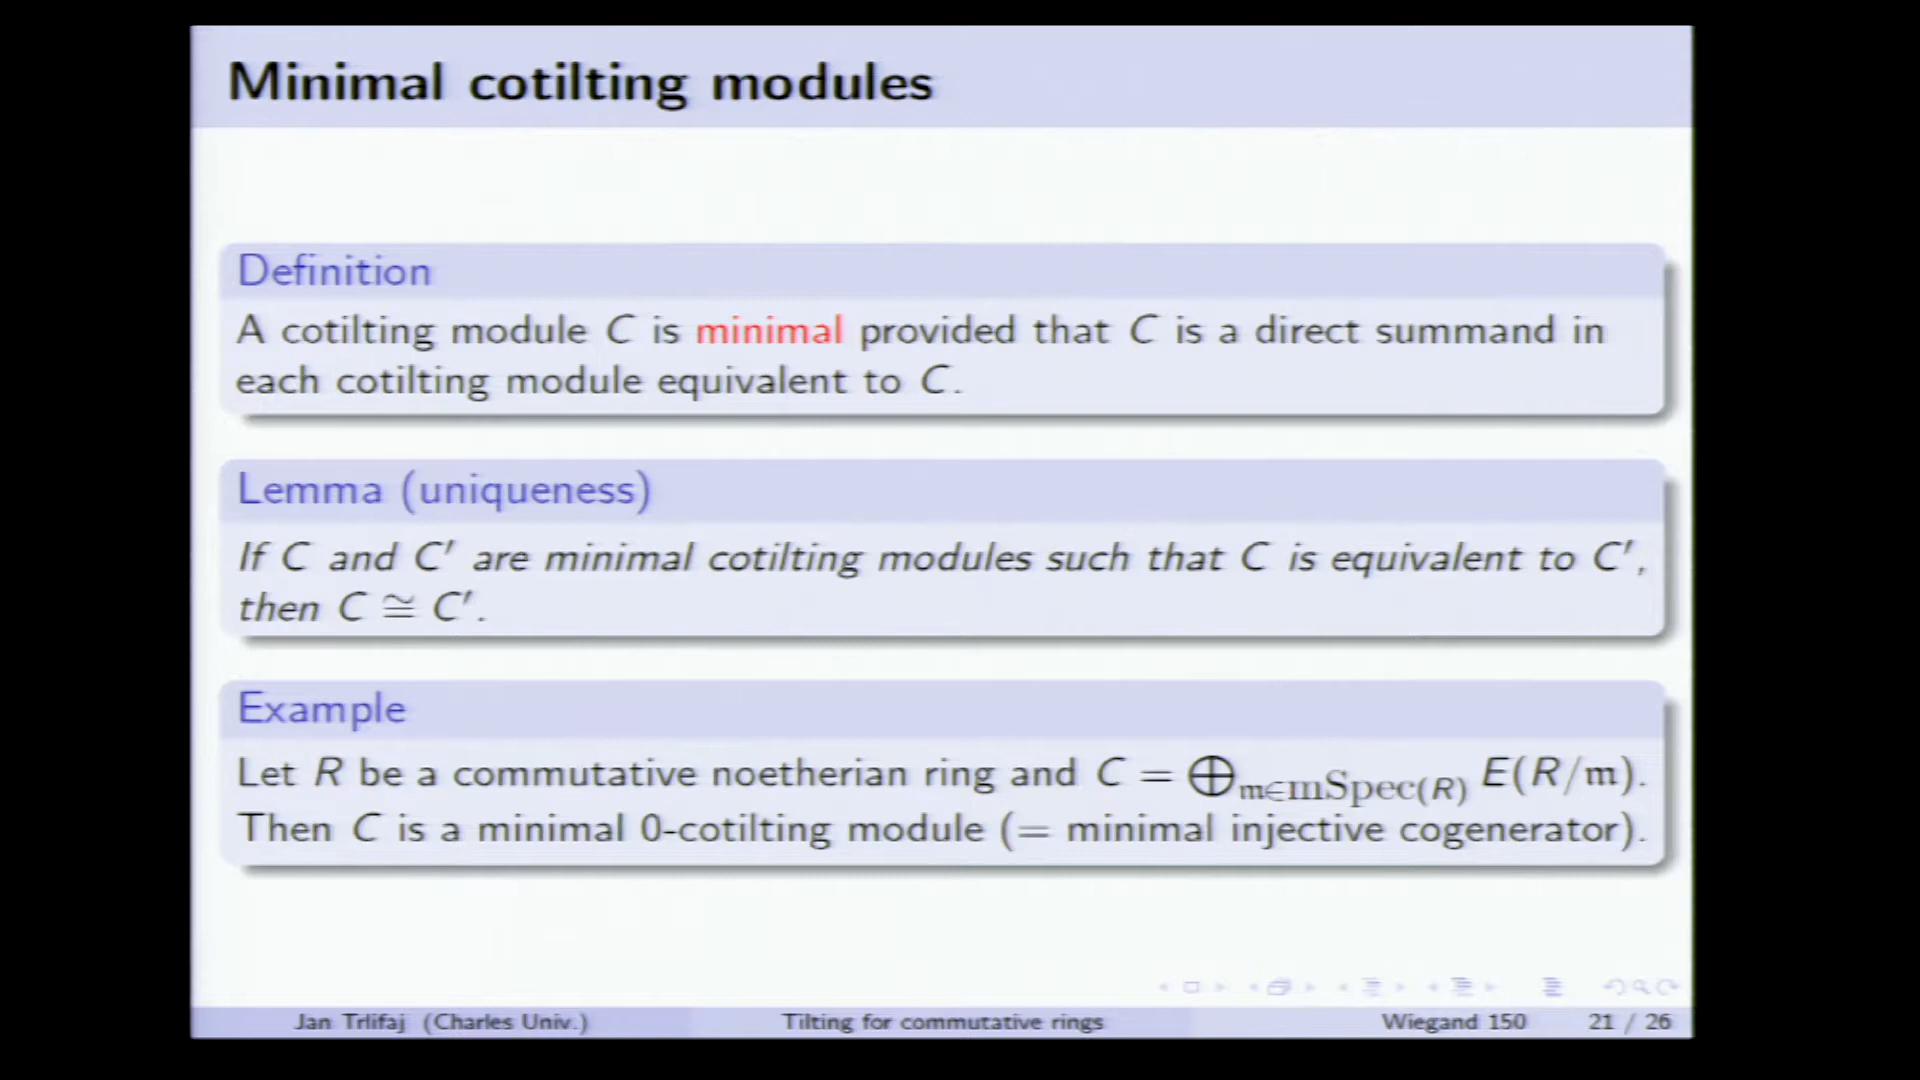 Minimal cotilting modules
Definition
A cotilting module C is minimal provided that C is a direct summand in
each cotilting module equivalent to C.
Lemma (uniqueness)
If C and C′ are minimal cotilting modules such that C is equivalent to C′,
then C ≅ C′.
Example
Let R be a commutative noetherian ring and C = ⊕_{m∈mSpec(R)} E(R/m).
Then C is a minimal 0-cotilting module (= minimal injective cogenerator).
Jan Trlifaj (Charles Univ.) Tilting for commutative rings Wiegand 150 21 / 26